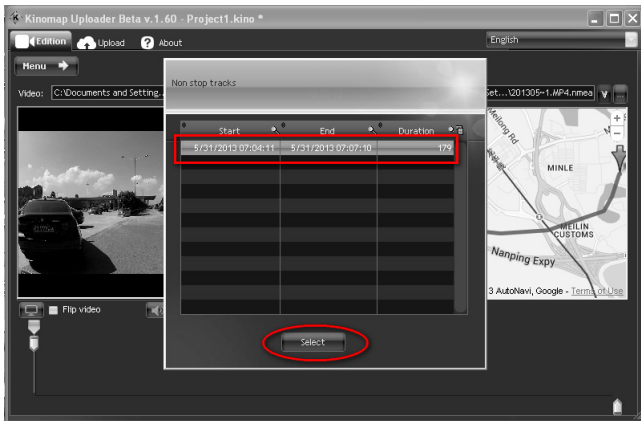 Kinomap Uploader Beta v.1.60 - Project1.kino *
Edition Upload ? About English
Menu
Non stop tracks
Video: C:\Documents and Setting... Set...\201305~1.MP4.nmea
Start End Duration
5/31/2013 07:04:11 5/31/2013 07:07:10 179
Meilong Rd
MINLE
MEILIN
CUSTOMS
Nanping Expy
3 AutoNavi, Google - Terms of Use
Flip video
Select